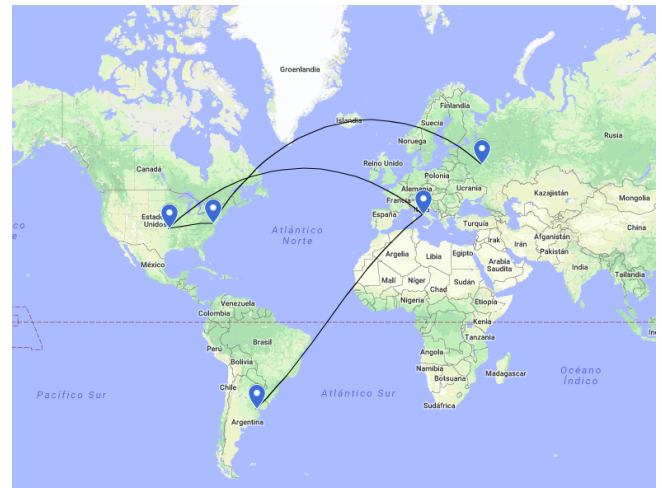 Groenlandia
Islandia
Finlandia
Suecia
Noruega
Rusia
Canadá
Reino Unido
Polonia
Alemania
Ucrania
Francia
Kazajistán
Mongolia
Estados
Unidos
España
Turquía
Afganistán
China
Irak
Irán
Pakistán
Atlántico
Norte
México
Argelia
Libia
Egipto
Arabia
Saudita
India
Tailandia
Malí
Níger
Chad
Sudán
Nigeria
Etiopía
Venezuela
Colombia
Kenia
Tanzania
Perú
Brasil
Bolivia
Angola
Namibia
Botsuana
Madagascar
Océano
Índico
Chile
Pacífico Sur
Atlántico Sur
Sudáfrica
Argentina